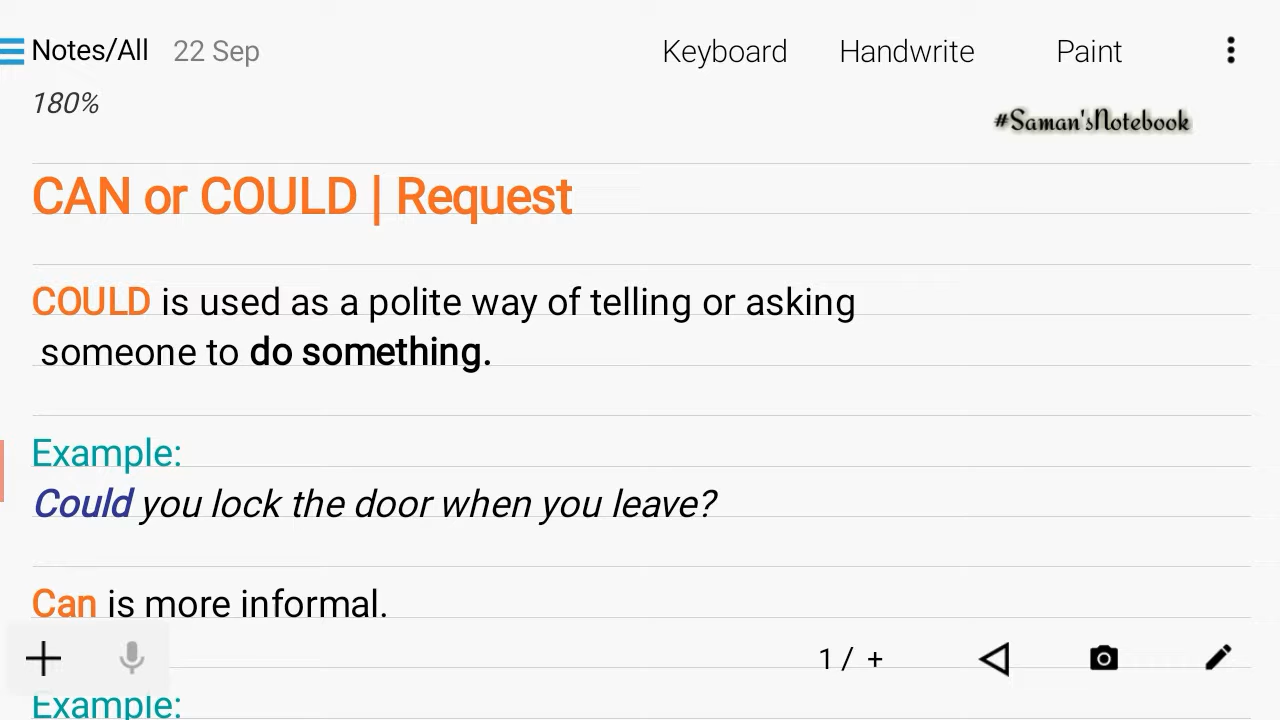 Notes/All 22 Sep Keyboard Handwrite Paint
180%
#Saman'sNotebook
CAN or COULD | Request
COULD is used as a polite way of telling or asking
someone to do something.
Example:
Could you lock the door when you leave?
Can is more informal.
1 / +
Example: